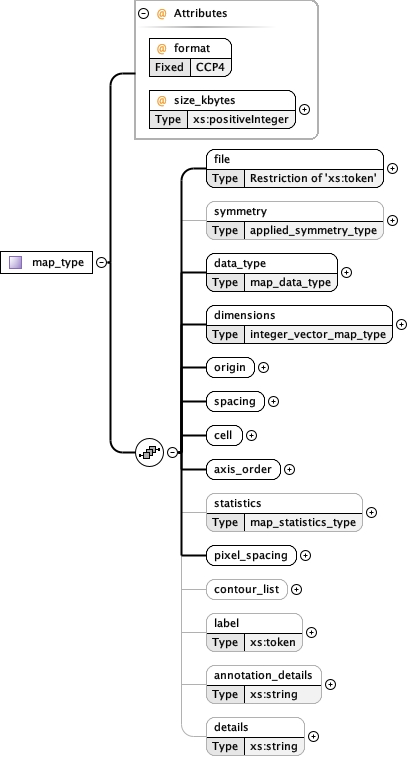 @ Attributes
@ format
Fixed CCP4
@ size_kbytes
Type xs:positiveInteger
file
Type Restriction of 'xs:token'
symmetry
Type applied_symmetry_type
map_type
data_type
Type map_data_type
dimensions
Type integer_vector_map_type
origin
spacing
cell
axis_order
statistics
Type map_statistics_type
pixel_spacing
contour_list
label
Type xs:token
annotation_details
Type xs:string
details
Type xs:string